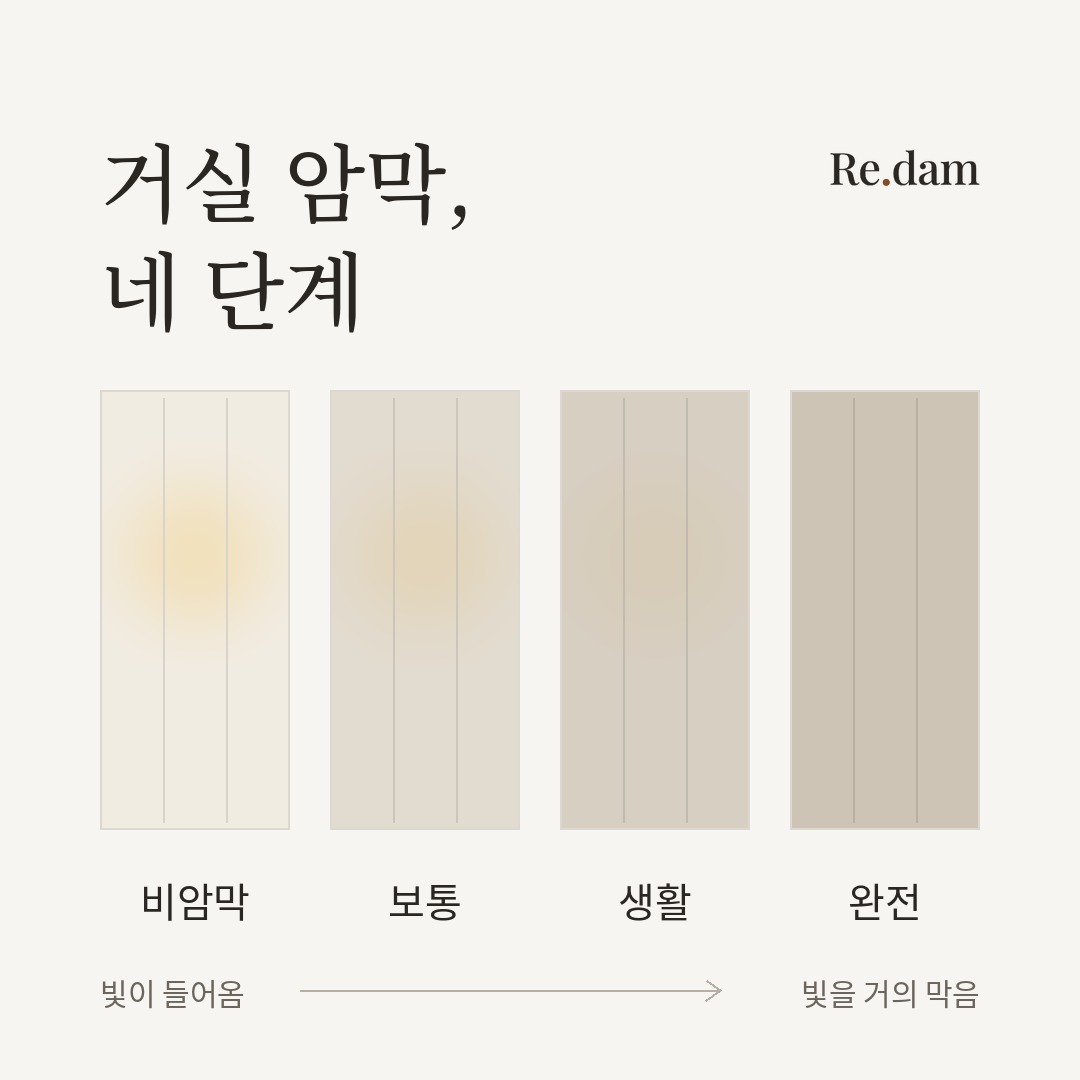 거실 암막,
네 단계
Re.dam
비암막
보통
생활
완전
빛이 들어옴
빛을 거의 막음